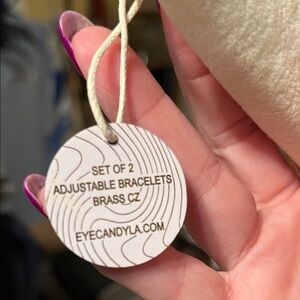 SET OF 2
ADJUSTABLE BRACELETS
BRASS CZ
EYECANDYLA.COM